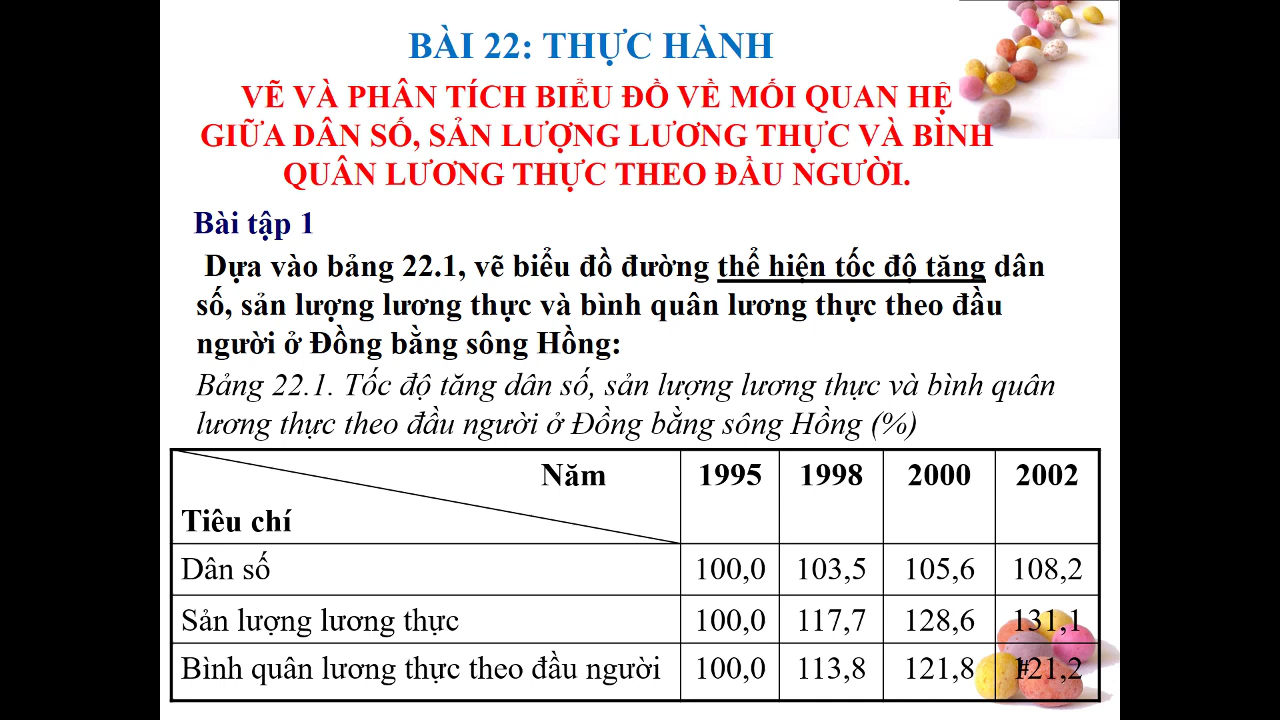 BÀI 22: THỰC HÀNH
VẼ VÀ PHÂN TÍCH BIỂU ĐỒ VỀ MỐI QUAN HỆ
GIỮA DÂN SỐ, SẢN LƯỢNG LƯƠNG THỰC VÀ BÌNH
QUÂN LƯƠNG THỰC THEO ĐẦU NGƯỜI.
Bài tập 1
Dựa vào bảng 22.1, vẽ biểu đồ đường thể hiện tốc độ tăng dân
số, sản lượng lương thực và bình quân lương thực theo đầu
người ở Đồng bằng sông Hồng:
Bảng 22.1. Tốc độ tăng dân số, sản lượng lương thực và bình quân
lương thực theo đầu người ở Đồng bằng sông Hồng (%)
Năm 1995 1998 2000 2002
Tiêu chí
Dân số 100,0 103,5 105,6 108,2
Sản lượng lương thực 100,0 117,7 128,6 131,1
Bình quân lương thực theo đầu người 100,0 113,8 121,8 121,2
#